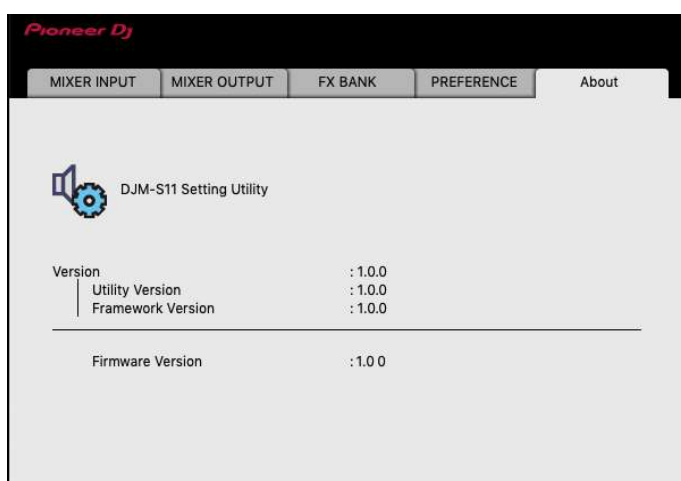 Pioneer Dj
MIXER INPUT MIXER OUTPUT FX BANK PREFERENCE About
DJM-S11 Setting Utility
Version : 1.0.0
Utility Version : 1.0.0
Framework Version : 1.0.0
Firmware Version : 1.0 0